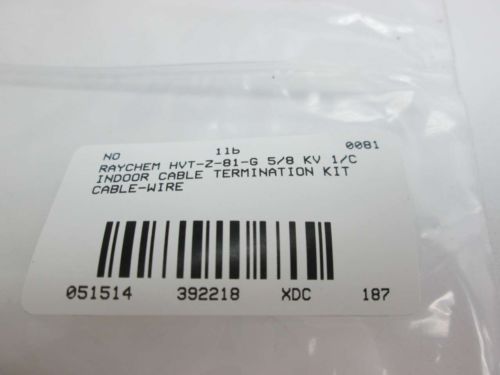 NO 11b 0081
RAYCHEM HVT-Z-81-G 5/8 KV 1/C
INDOOR CABLE TERMINATION KIT
CABLE-WIRE
051514 392218 XDC 187